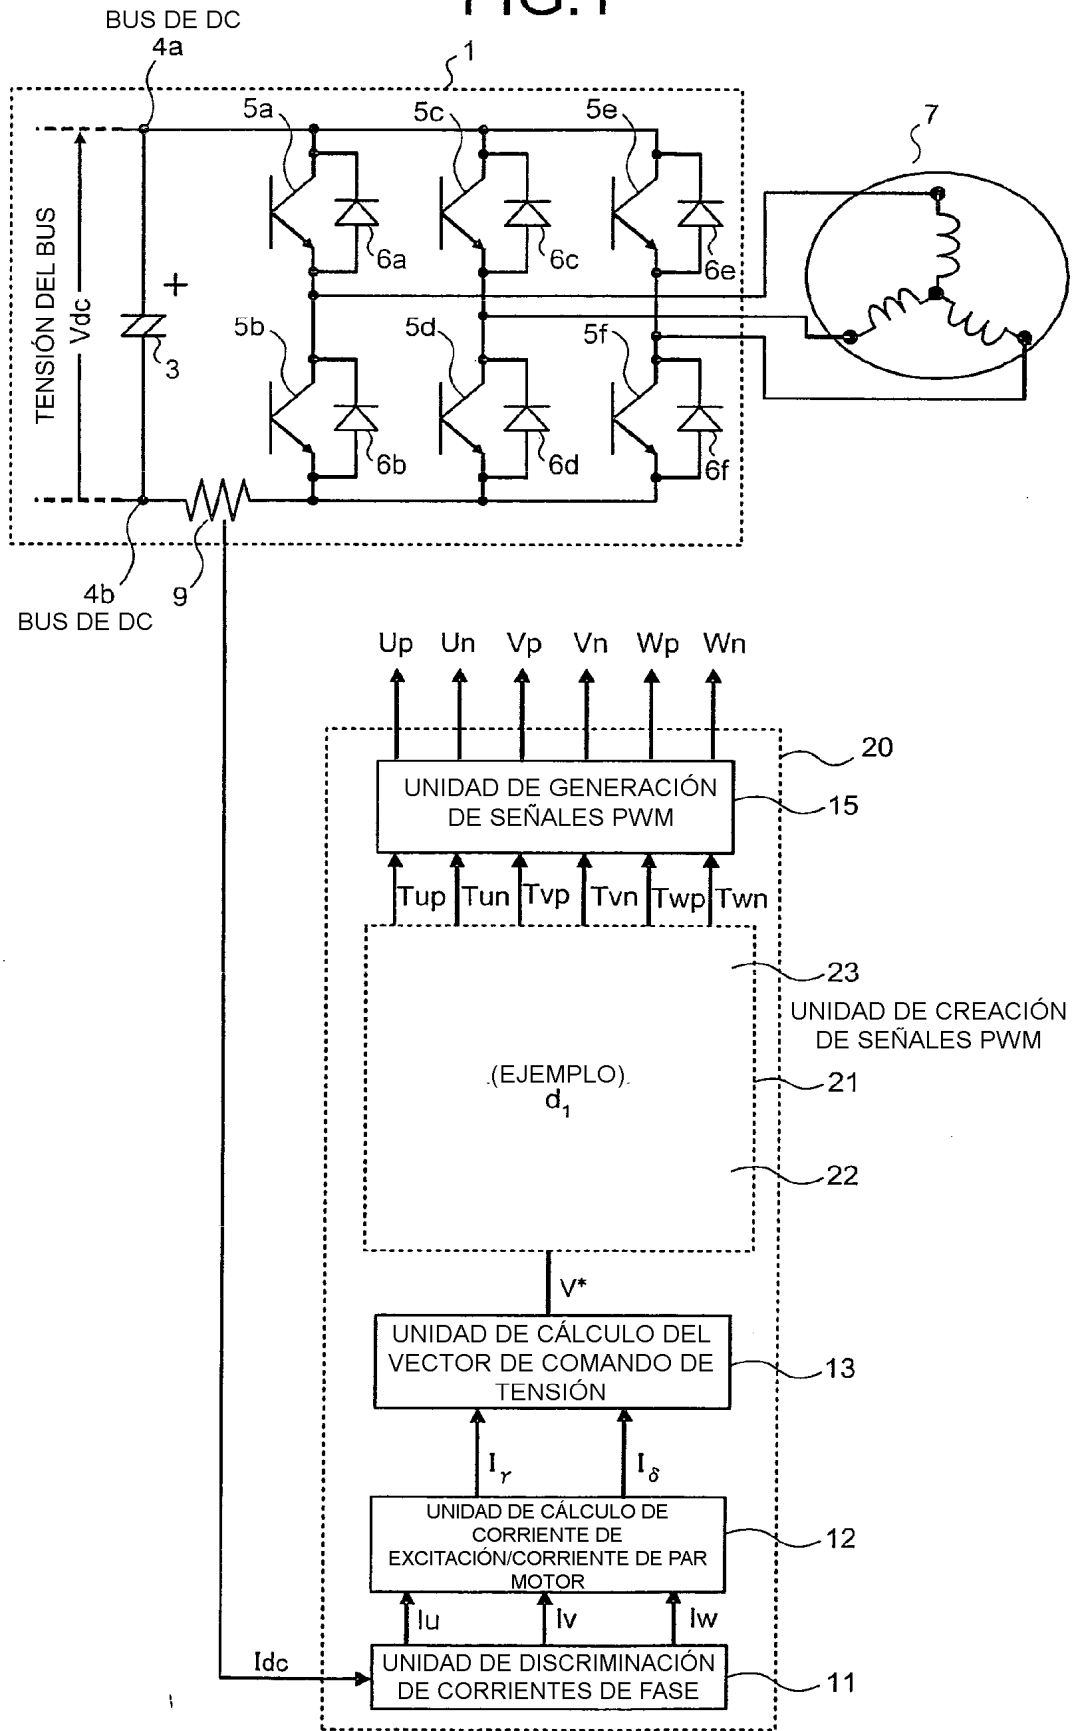 FIG.1
BUS DE DC
4a
1
5a
5c
5e
7
TENSIÓN DEL BUS
Vdc
+
3
6a
6c
6e
5b
5d
5f
6b
6d
6f
4b
9
BUS DE DC
Up Un Vp Vn Wp Wn
20
UNIDAD DE GENERACIÓN
DE SEÑALES PWM
15
Tup Tun Tvp Tvn Twp Twn
23
UNIDAD DE CREACIÓN
DE SEÑALES PWM
(EJEMPLO)
d₁
21
22
V*
UNIDAD DE CÁLCULO DEL
VECTOR DE COMANDO DE
TENSIÓN
13
Iγ Iδ
UNIDAD DE CÁLCULO DE
CORRIENTE DE
EXCITACIÓN/CORRIENTE DE PAR
MOTOR
12
Iu Iv Iw
Idc
UNIDAD DE DISCRIMINACIÓN
DE CORRIENTES DE FASE
11